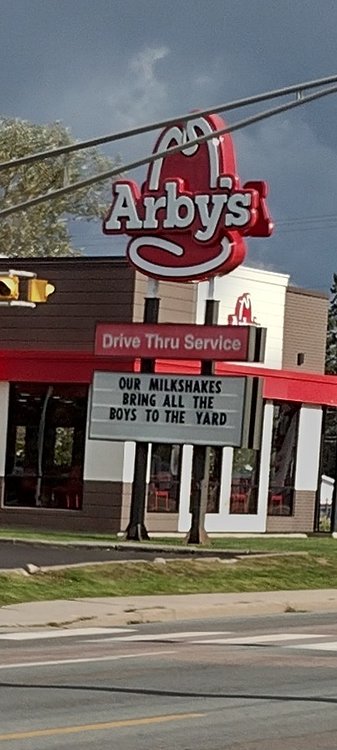 Arby's
Drive Thru Service
OUR MILKSHAKES
BRING ALL THE
BOYS TO THE YARD